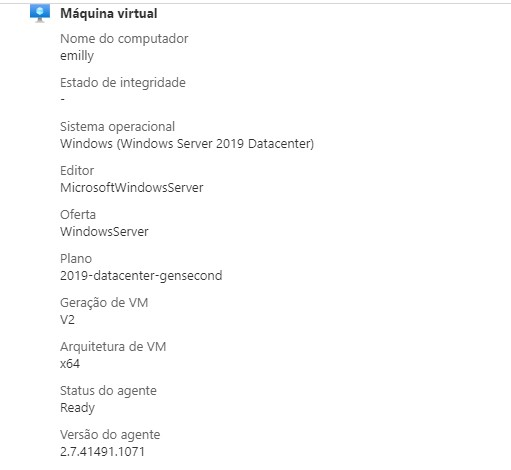 Máquina virtual
Nome do computador
emilly
Estado de integridade
-
Sistema operacional
Windows (Windows Server 2019 Datacenter)
Editor
MicrosoftWindowsServer
Oferta
WindowsServer
Plano
2019-datacenter-gensecond
Geração de VM
V2
Arquitetura de VM
x64
Status do agente
Ready
Versão do agente
2.7.41491.1071